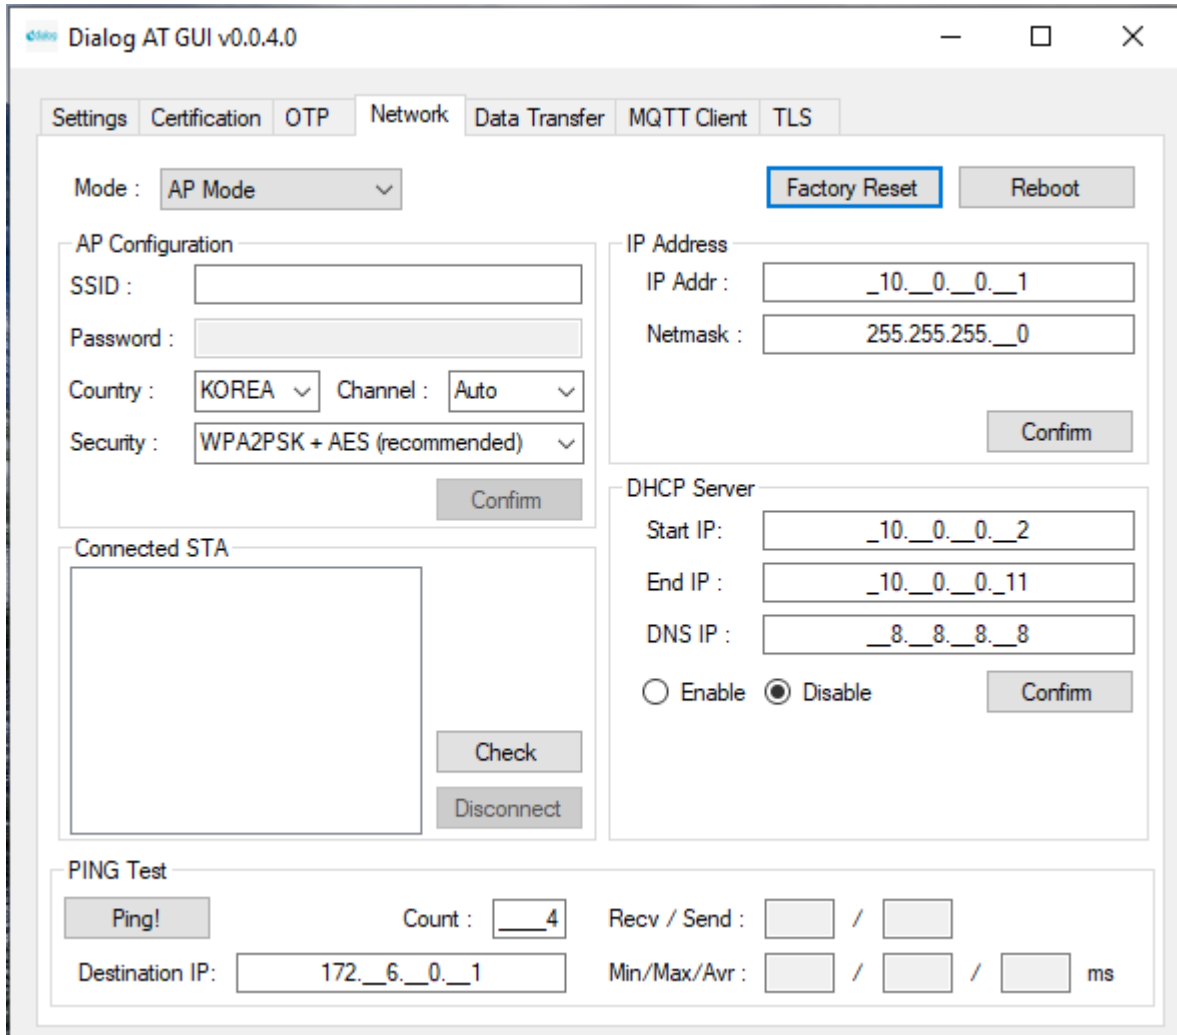 dialog Dialog AT GUI v0.0.4.0
Settings Certification OTP Network Data Transfer MQTT Client TLS
Mode : AP Mode Factory Reset Reboot
AP Configuration
SSID :
Password :
Country : KOREA Channel : Auto
Security : WPA2PSK + AES (recommended)
Confirm
Connected STA
Check
Disconnect
IP Address
IP Addr : _10.__0.__0.__1
Netmask : 255.255.255.__0
Confirm
DHCP Server
Start IP: _10.__0.__0.__2
End IP : _10.__0.__0._11
DNS IP : __8.__8.__8.__8
Enable Disable Confirm
PING Test
Ping! Count : ____4 Recv / Send : /
Destination IP: 172.__6.__0.__1 Min/Max/Avr : / / ms